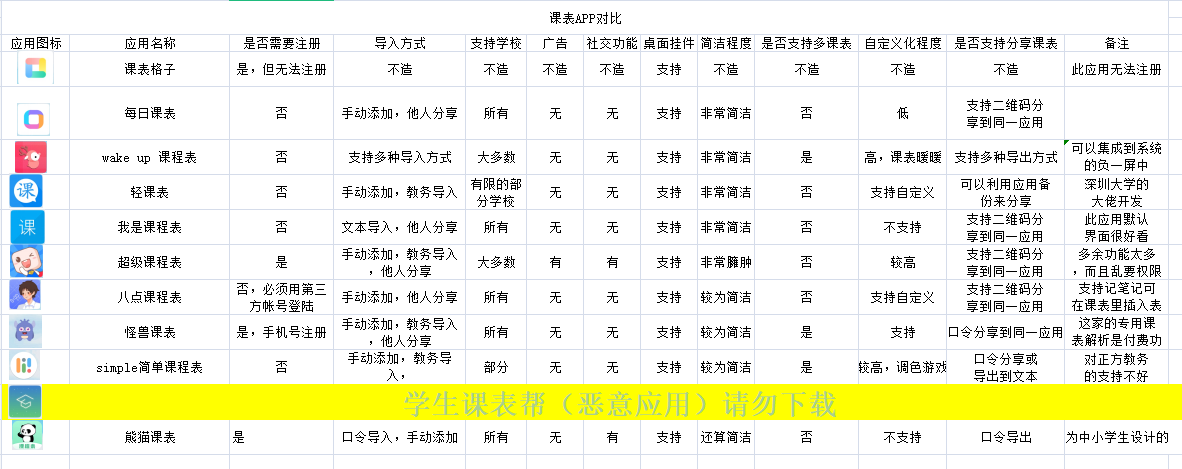 课表APP对比
应用图标 应用名称 是否需要注册 导入方式 支持学校 广告 社交功能 桌面挂件 简洁程度 是否支持多课表 自定义化程度 是否支持分享课表 备注
课表格子 是，但无法注册 不造 不造 不造 不造 支持 不造 不造 不造 不造 此应用无法注册
每日课表 否 手动添加，他人分享 所有 无 无 支持 非常简洁 否 低 支持二维码分
享到同一应用
wake up 课程表 否 支持多种导入方式 大多数 无 无 支持 非常简洁 是 高，课表暖暖 支持多种导出方式 可以集成到系统
的负一屏中
课 轻课表 否 手动添加，教务导入 有限的部
分学校 无 无 支持 非常简洁 否 支持自定义 可以利用应用备
份来分享 深圳大学的
大佬开发
课 我是课程表 否 文本导入，他人分享 所有 无 无 支持 非常简洁 否 不支持 支持二维码分
享到同一应用 此应用默认
界面很好看
超级课程表 是 手动添加，教务导入
，他人分享 大多数 有 有 支持 非常臃肿 否 较高 支持二维码分
享到同一应用 多余功能太多
，而且乱要权限
八点课程表 否，必须用第三
方帐号登陆 手动添加，他人分享 所有 无 无 支持 较为简洁 否 支持自定义 支持二维码分
享到同一应用 支持记笔记可
在课表里插入表
怪兽课表 是，手机号注册 手动添加，教务导入
，他人分享 所有 无 无 支持 较为简洁 是 支持 口令分享到同一应用 这家的专用课
表解析是付费功
simple简单课程表 否 手动添加，教务导
入， 部分 无 无 支持 较为简洁 是 较高，调色游戏 口令分享或
导出到文本 对正方教务
的支持不好
学生课表帮（恶意应用）请勿下载
熊猫课表 是 口令导入，手动添加 所有 无 有 支持 还算简洁 否 不支持 口令导出 为中小学生设计的